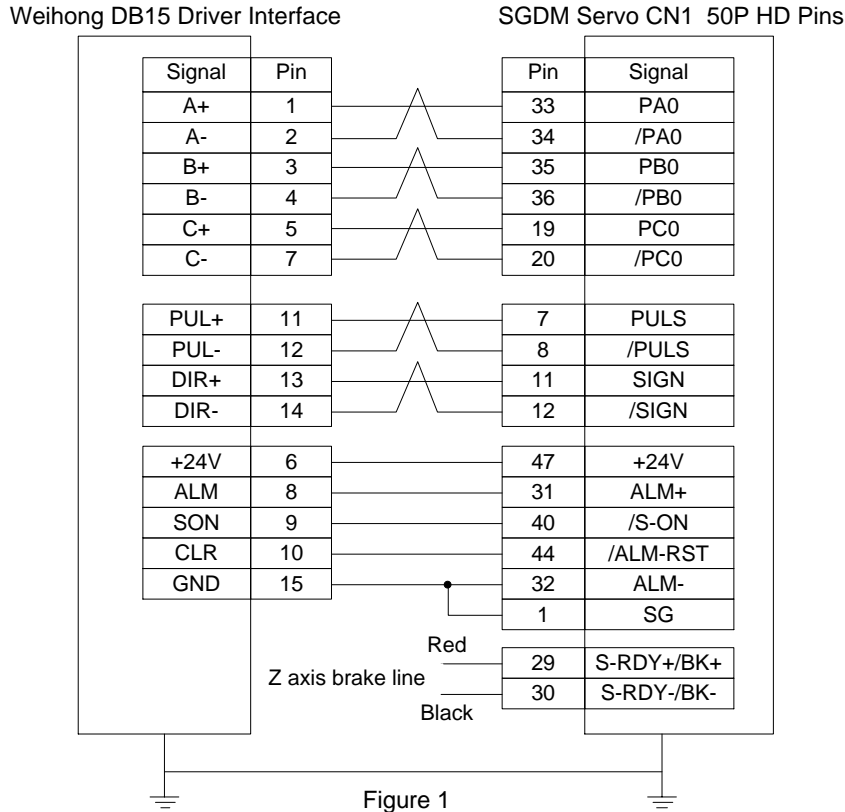 Weihong DB15 Driver Interface SGDM Servo CN1 50P HD Pins
Signal Pin Pin Signal
A+ 1 33 PA0
A- 2 34 /PA0
B+ 3 35 PB0
B- 4 36 /PB0
C+ 5 19 PC0
C- 7 20 /PC0
PUL+ 11 7 PULS
PUL- 12 8 /PULS
DIR+ 13 11 SIGN
DIR- 14 12 /SIGN
+24V 6 47 +24V
ALM 8 31 ALM+
SON 9 40 /S-ON
CLR 10 44 /ALM-RST
GND 15 32 ALM-
1 SG
Red
29 S-RDY+/BK+
Z axis brake line
30 S-RDY-/BK-
Black
Figure 1